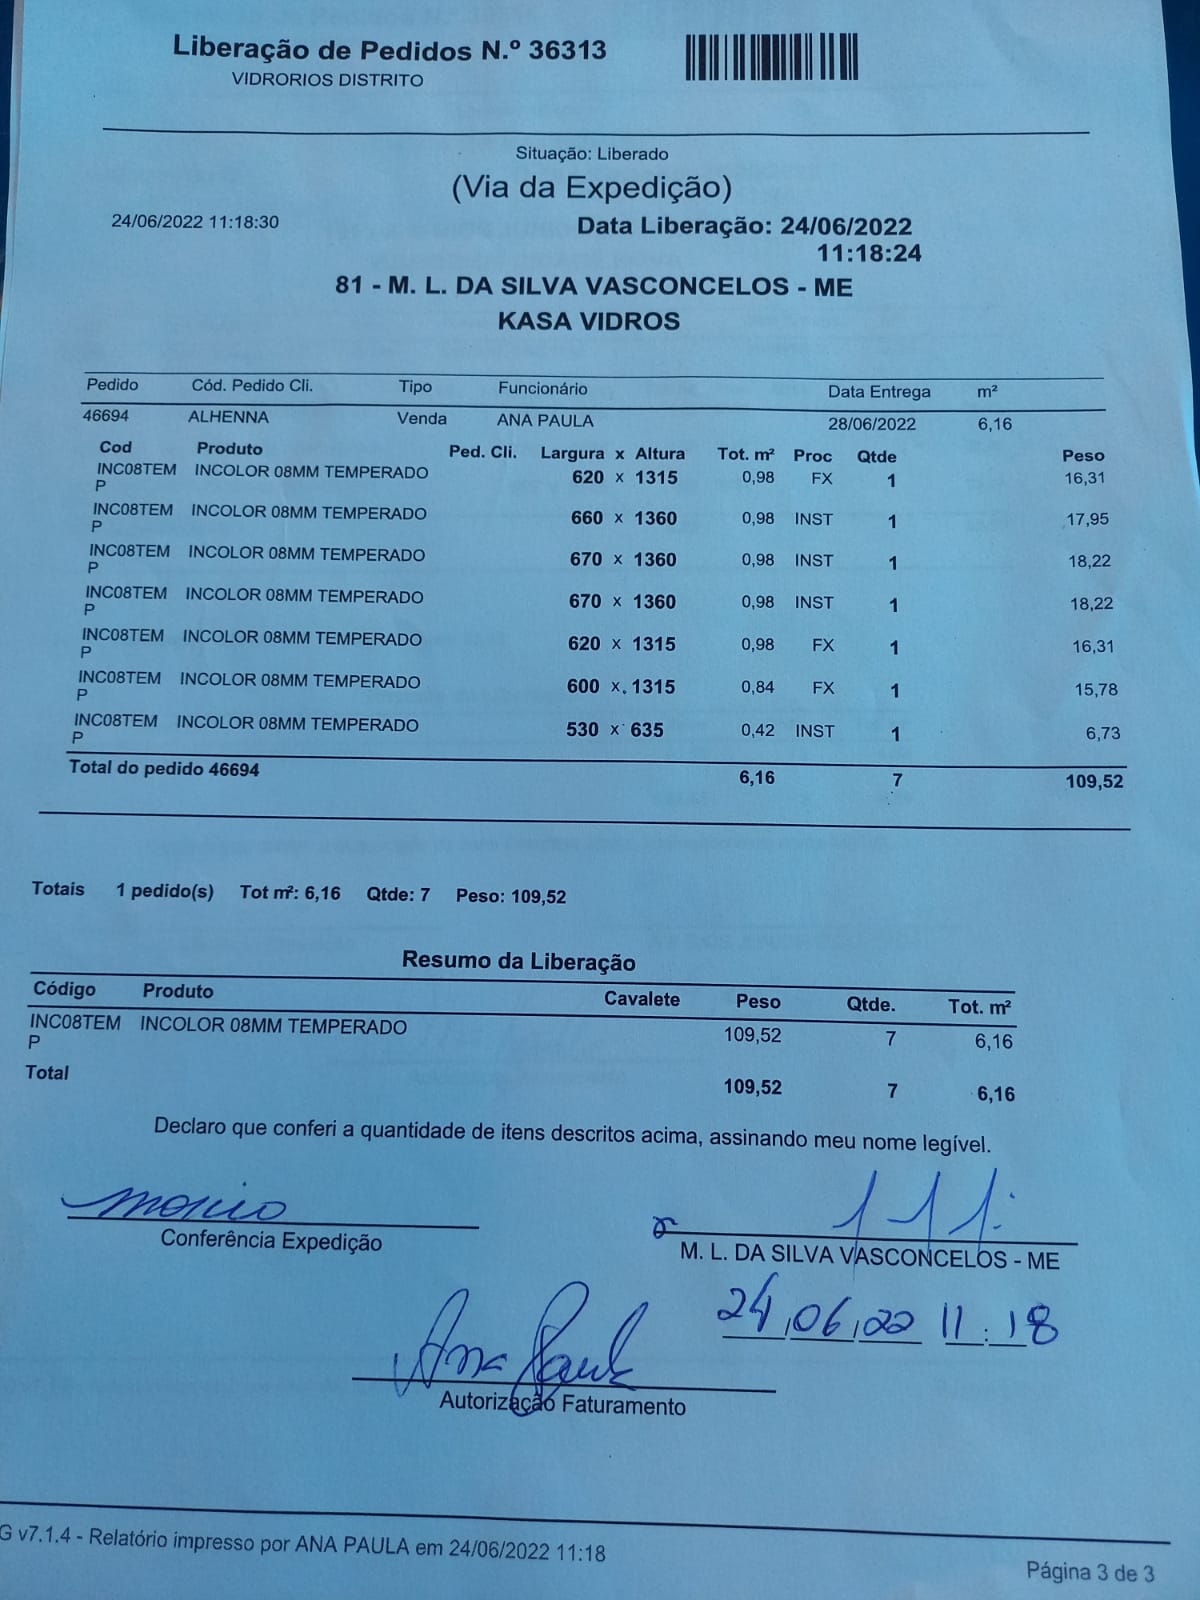 Liberação de Pedidos N.º 36313
VIDRORIOS DISTRITO
Situação: Liberado
(Via da Expedição)
24/06/2022 11:18:30 Data Liberação: 24/06/2022
11:18:24
81 - M. L. DA SILVA VASCONCELOS - ME
KASA VIDROS
Pedido Cód. Pedido Cli. Tipo Funcionário Data Entrega m²
46694 ALHENNA Venda ANA PAULA 28/06/2022 6,16
Cod Produto Ped. Cli. Largura x Altura Tot. m² Proc Qtde Peso
INC08TEM INCOLOR 08MM TEMPERADO 620 x 1315 0,98 FX 1 16,31
P
INC08TEM INCOLOR 08MM TEMPERADO 660 x 1360 0,98 INST 1 17,95
P
INC08TEM INCOLOR 08MM TEMPERADO 670 x 1360 0,98 INST 1 18,22
P
INC08TEM INCOLOR 08MM TEMPERADO 670 x 1360 0,98 INST 1 18,22
P
INC08TEM INCOLOR 08MM TEMPERADO 620 x 1315 0,98 FX 1 16,31
P
INC08TEM INCOLOR 08MM TEMPERADO 600 x 1315 0,84 FX 1 15,78
P
INC08TEM INCOLOR 08MM TEMPERADO 530 x 635 0,42 INST 1 6,73
P
Total do pedido 46694 6,16 7 109,52
Totais 1 pedido(s) Tot m²: 6,16 Qtde: 7 Peso: 109,52
Resumo da Liberação
Código Produto Cavalete Peso Qtde. Tot. m²
INC08TEM INCOLOR 08MM TEMPERADO 109,52 7 6,16
P
Total 109,52 7 6,16
Declaro que conferi a quantidade de itens descritos acima, assinando meu nome legível.
Conferência Expedição
M. L. DA SILVA VASCONCELOS - ME
24/06/22 11:18
Ana Paula
Autorização Faturamento
G v7.1.4 - Relatório impresso por ANA PAULA em 24/06/2022 11:18
Página 3 de 3